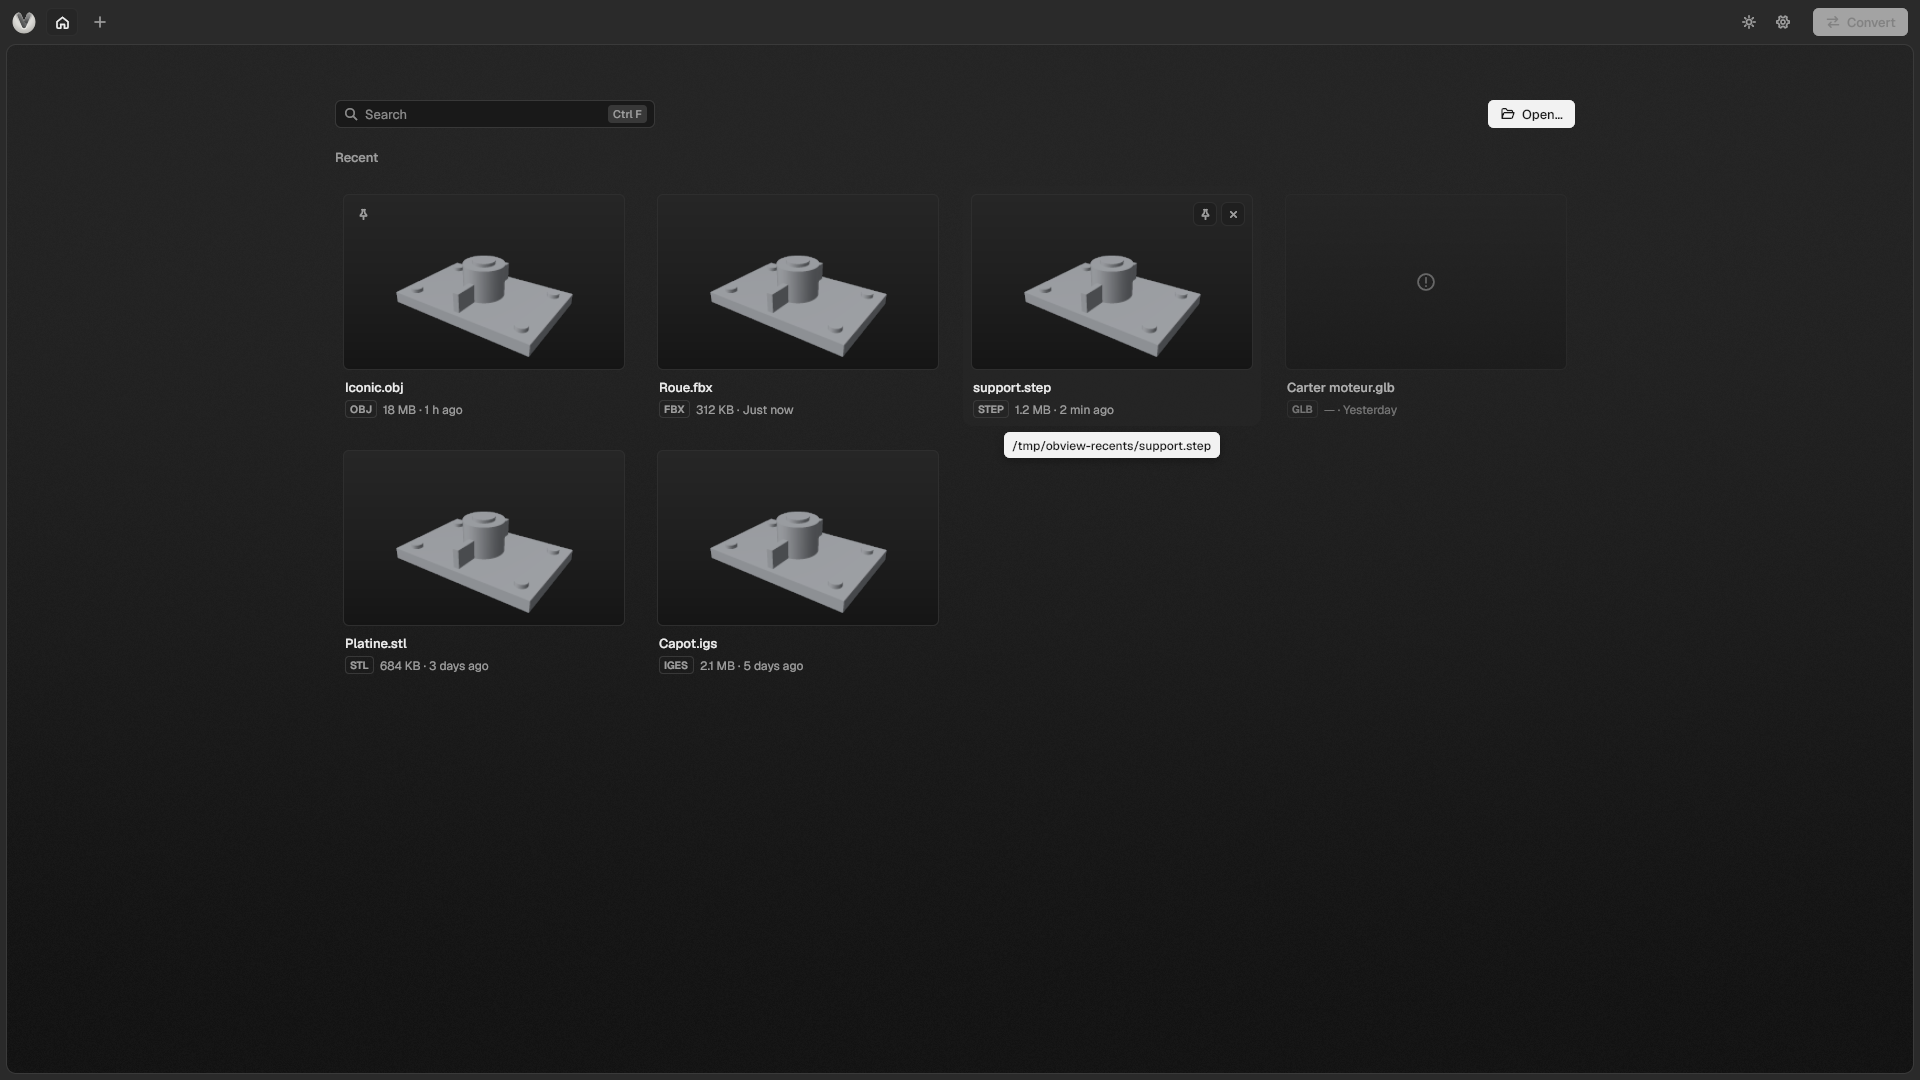 Convert
Search
Ctrl F
Open...
Recent
Iconic.obj
OBJ 18 MB · 1 h ago
Roue.fbx
FBX 312 KB · Just now
support.step
STEP 1.2 MB · 2 min ago
Carter moteur.glb
GLB — · Yesterday
/tmp/obview-recents/support.step
Platine.stl
STL 684 KB · 3 days ago
Capot.igs
IGES 2.1 MB · 5 days ago